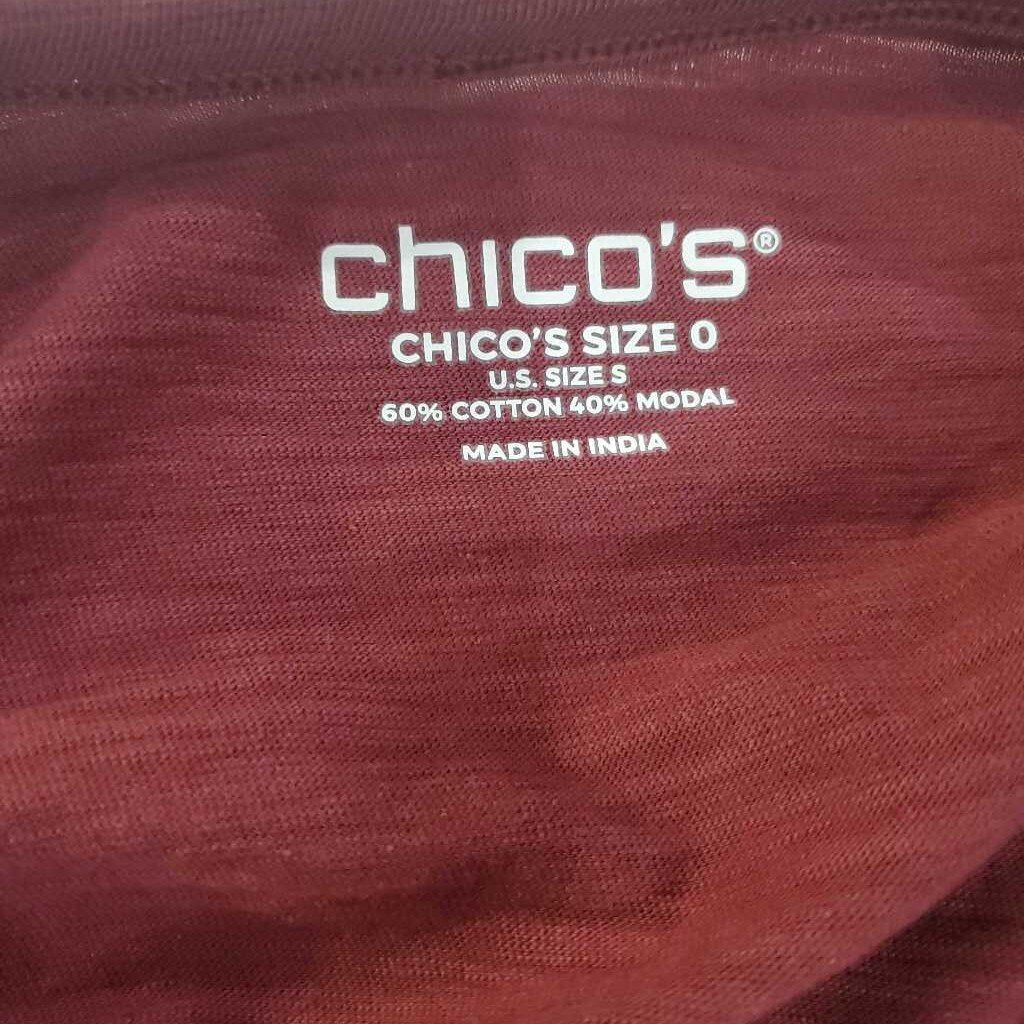 chico's®
CHICO'S SIZE 0
U.S. SIZE S
60% COTTON 40% MODAL
MADE IN INDIA